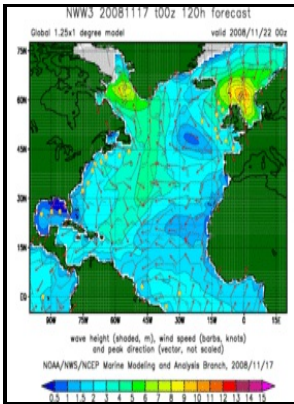 NWW3 20081117 t00z 120h forecast
Global 1.25x1 degree model valid 2008/11/22 00z
75N
60N
45N
30N
15N
EQ
90W 75W 60W 45W 30W 15W 0 15E
wave height (shaded, m), wind speed (barbs, knots)
and peak direction (vector, not scaled)
NOAA/NWS/NCEP Marine Modeling and Analysis Branch, 2008/11/17
0.5 1 1.5 2 3 4 5 6 7 8 9 10 11 12 13 14 15